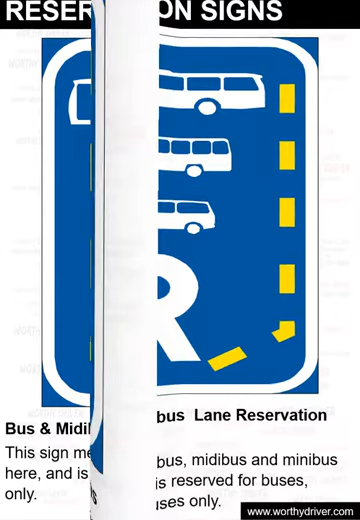 RESER ON SIGNS
R
Bus & Midi bus Lane Reservation
This sign me bus, midibus and minibus
here, and is is reserved for buses,
only. uses only.
www.worthydriver.com